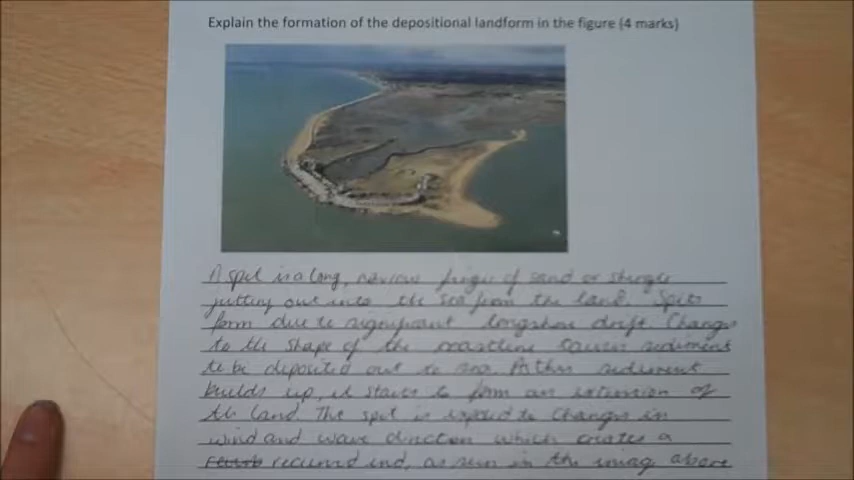 Explain the formation of the depositional landform in the figure (4 marks)
A spit is a long, narrow finger of sand or shingle
jutting out into the sea from the land. Spits
form due to significant longshore drift. Changes
to the shape of the coastline causes sediment
to be deposited out to sea. As this sediment
builds up, it starts to form an extension of
the land. The spit is exposed to changes in
wind and wave direction which creates a
recurved end, as seen in the image above